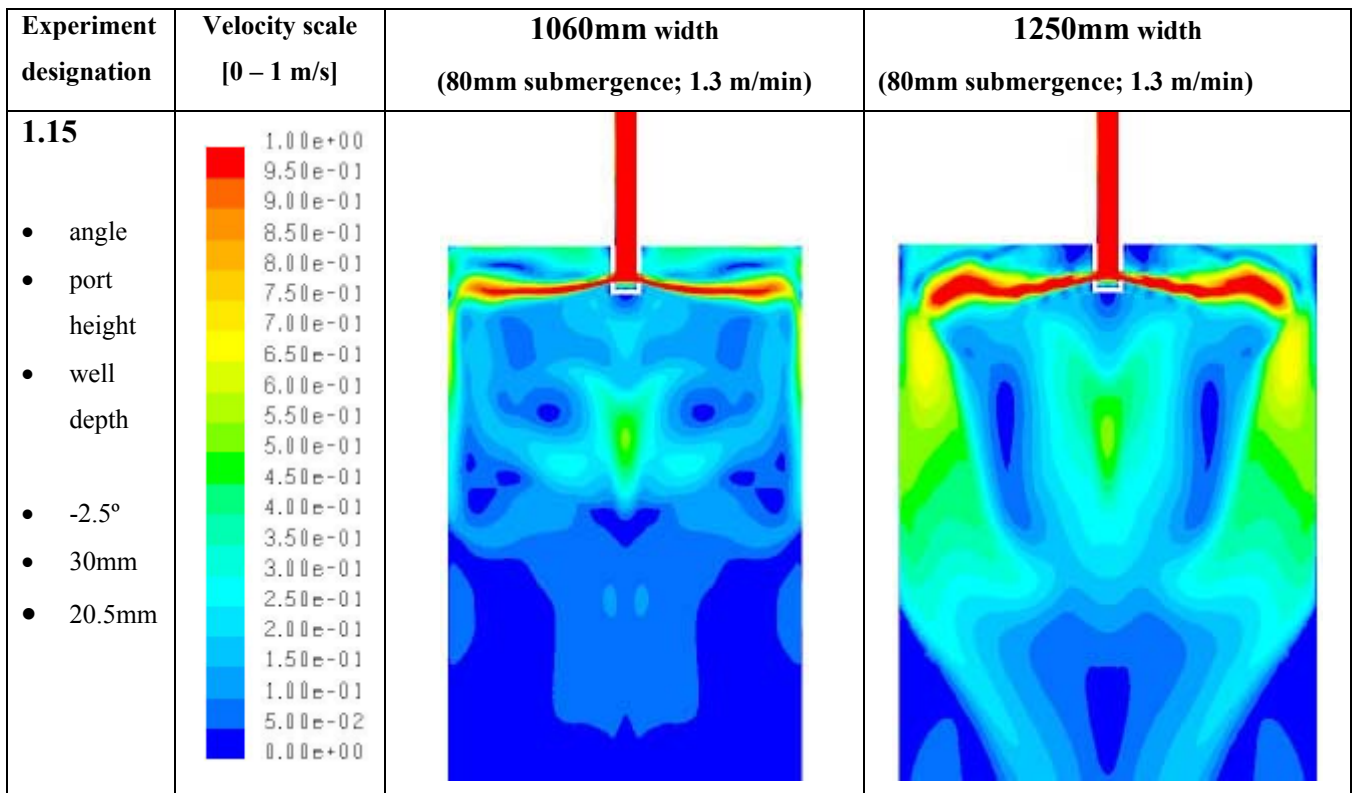 Experiment
designation
Velocity scale
[0 – 1 m/s]
1060mm width
(80mm submergence; 1.3 m/min)
1250mm width
(80mm submergence; 1.3 m/min)
1.15
• angle
• port
height
• well
depth
• -2.5º
• 30mm
• 20.5mm
1.00e+00
9.50e-01
9.00e-01
8.50e-01
8.00e-01
7.50e-01
7.00e-01
6.50e-01
6.00e-01
5.50e-01
5.00e-01
4.50e-01
4.00e-01
3.50e-01
3.00e-01
2.50e-01
2.00e-01
1.50e-01
1.00e-01
5.00e-02
0.00e+00